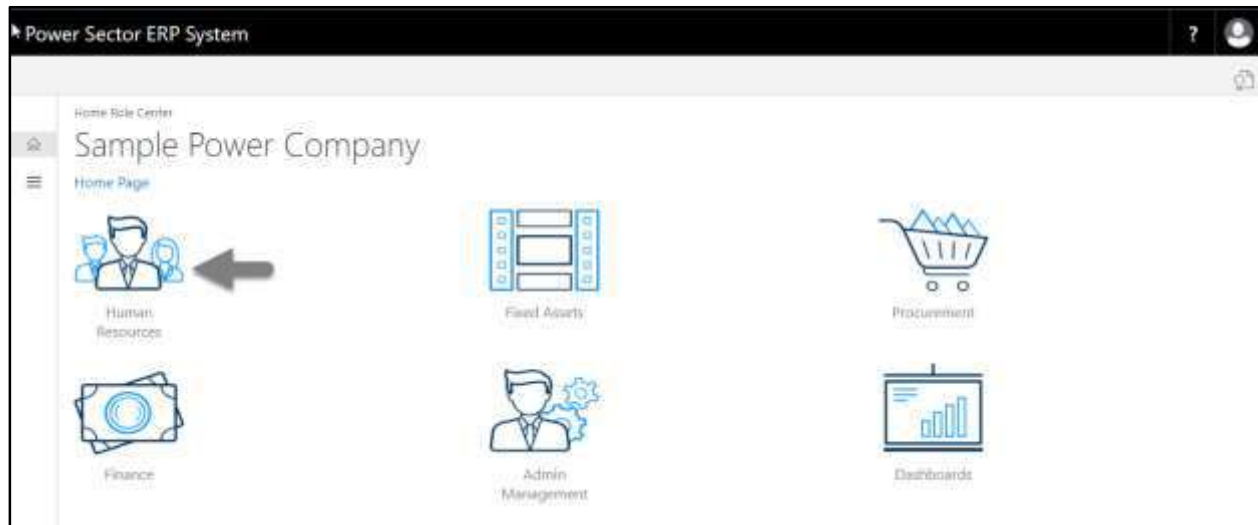 Power Sector ERP System
?
Home Role Center
Sample Power Company
Home Page
Human
Resources
Fixed Assets
Procurement
Finance
Admin
Management
Dashboards